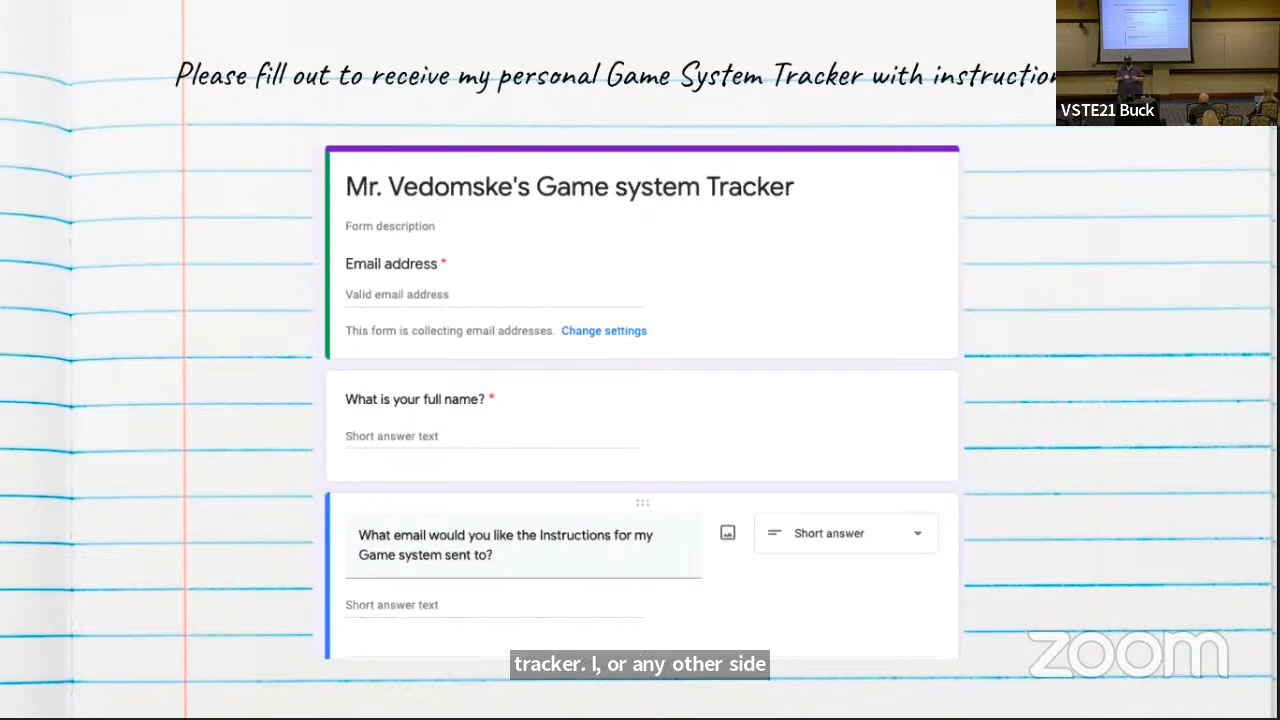 Please fill out to receive my personal Game System Tracker with instruction
VSTE21 Buck
Mr. Vedomske's Game system Tracker
Form description
Email address *
Valid email address
This form is collecting email addresses. Change settings
What is your full name? *
Short answer text
What email would you like the Instructions for my
Game system sent to?
Short answer
Short answer text
zoom
tracker. I, or any other side